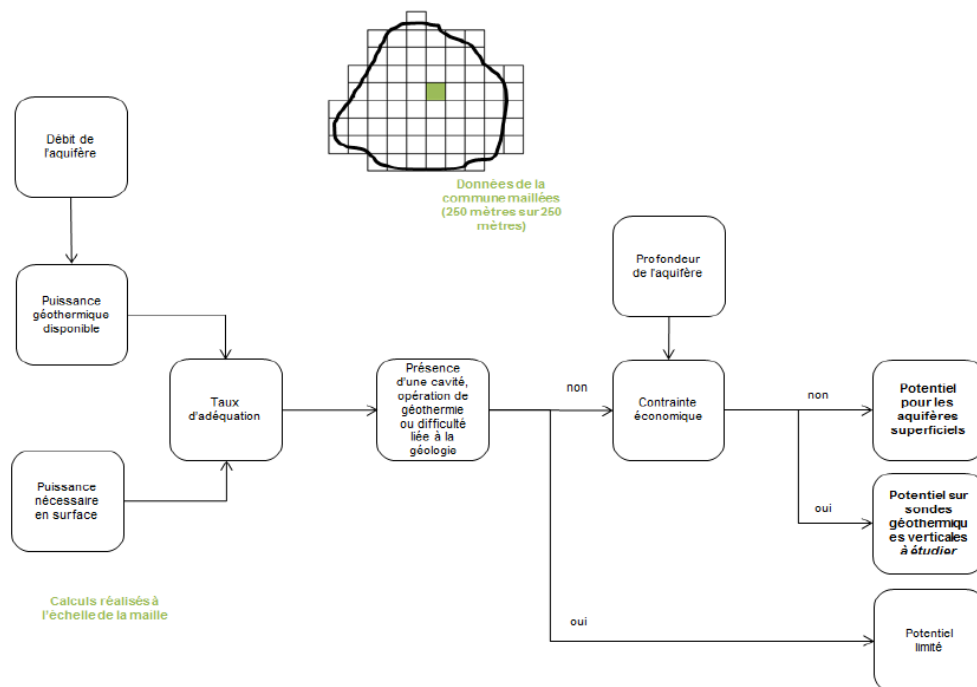 Données de la
commune maillées
(250 mètres sur 250
mètres)
Débit de
l'aquifère
Profondeur
de l'aquifère
Puissance
géothermique
disponible
Taux
d'adéquation
Présence
d'une cavité,
opération de
géothermie
ou difficulté
liée à la
géologie
non
Contrainte
économique
non
Potentiel
pour les
aquifères
superficiels
Puissance
nécessaire
en surface
oui
Potentiel sur
sondes
géothermiqu
es verticales
à étudier
Calculs réalisés à
l'échelle de la maille
oui
Potentiel
limité